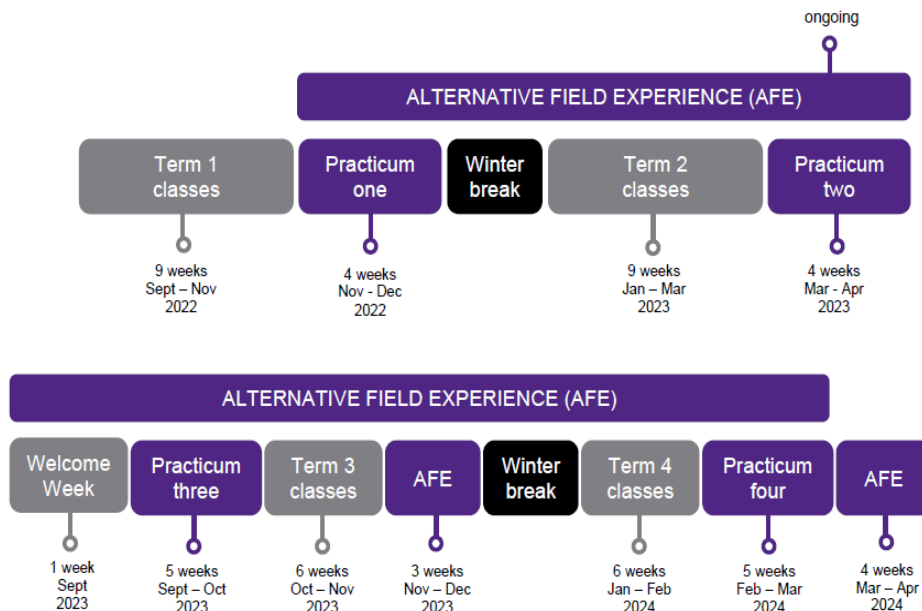 ongoing
ALTERNATIVE FIELD EXPERIENCE (AFE)
Term 1
classes
Practicum
one
Winter
break
Term 2
classes
Practicum
two
9 weeks
Sept – Nov
2022
4 weeks
Nov - Dec
2022
9 weeks
Jan – Mar
2023
4 weeks
Mar - Apr
2023
ALTERNATIVE FIELD EXPERIENCE (AFE)
Welcome
Week
Practicum
three
Term 3
classes
AFE
Winter
break
Term 4
classes
Practicum
four
AFE
1 week
Sept
2023
5 weeks
Sept – Oct
2023
6 weeks
Oct – Nov
2023
3 weeks
Nov – Dec
2023
6 weeks
Jan – Feb
2024
5 weeks
Feb – Mar
2024
4 weeks
Mar – Apr
2024